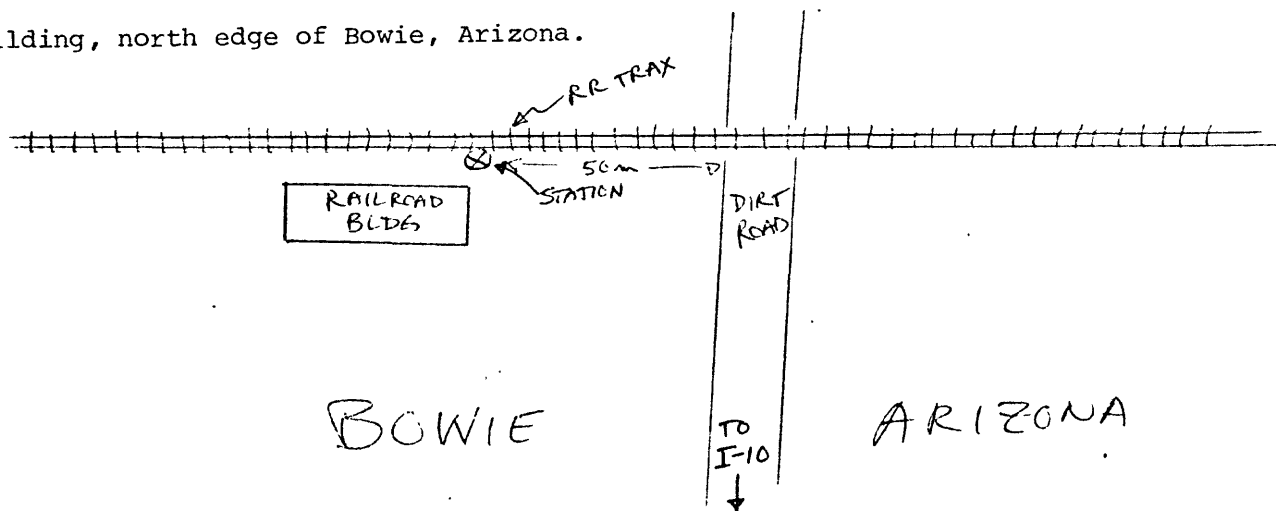 ilding, north edge of Bowie, Arizona.
RR TRAX
50m
STATION
RAILROAD
BLDG
DIRT
ROAD
BOWIE
ARIZONA
TO
I-10